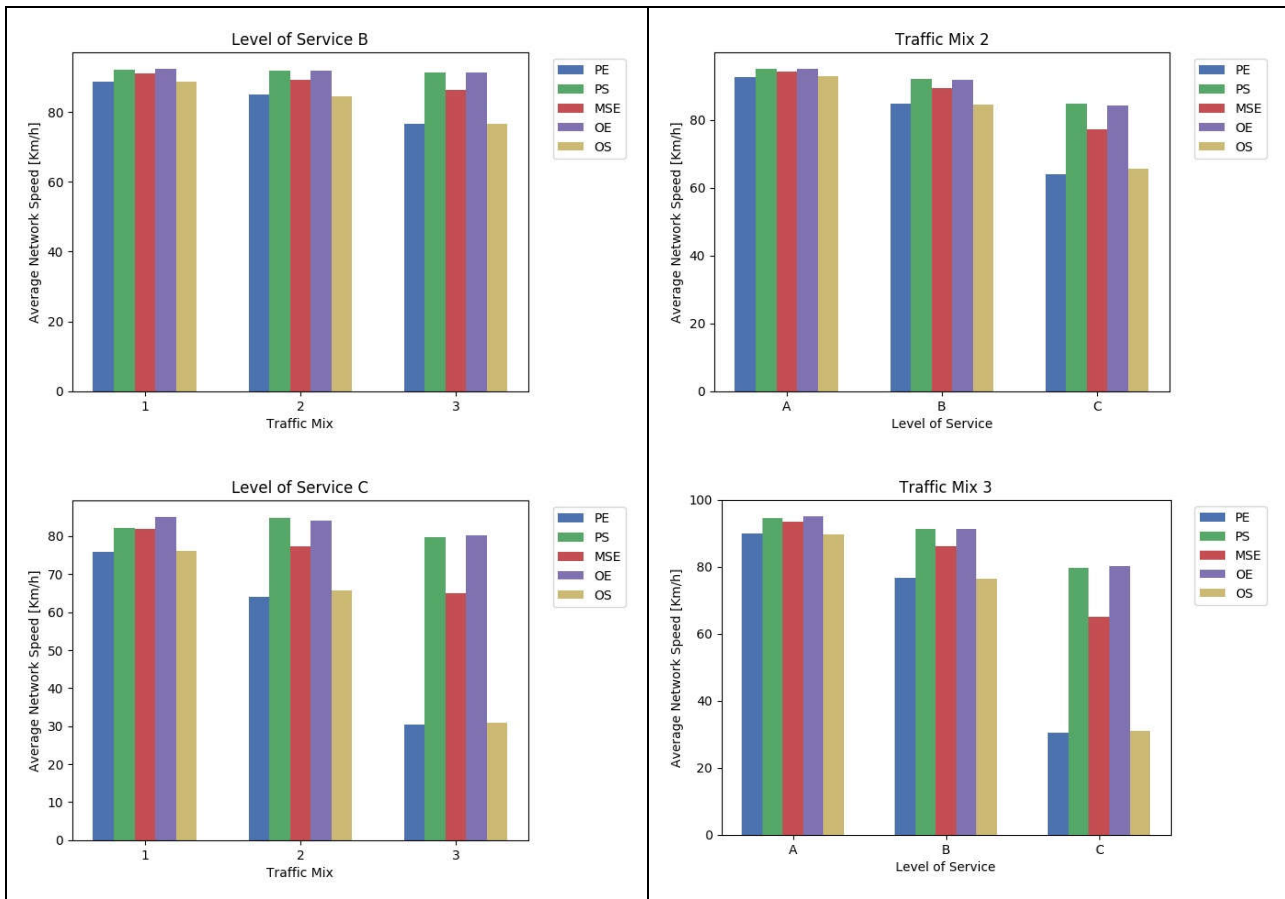 Level of Service B
Average Network Speed [Km/h]
80
60
40
20
0
1
2
3
Traffic Mix
PE
PS
MSE
OE
OS
Traffic Mix 2
Average Network Speed [Km/h]
80
60
40
20
0
A
B
C
Level of Service
PE
PS
MSE
OE
OS
Level of Service C
Average Network Speed [Km/h]
80
70
60
50
40
30
20
10
0
1
2
3
Traffic Mix
PE
PS
MSE
OE
OS
Traffic Mix 3
Average Network Speed [Km/h]
100
80
60
40
20
0
A
B
C
Level of Service
PE
PS
MSE
OE
OS